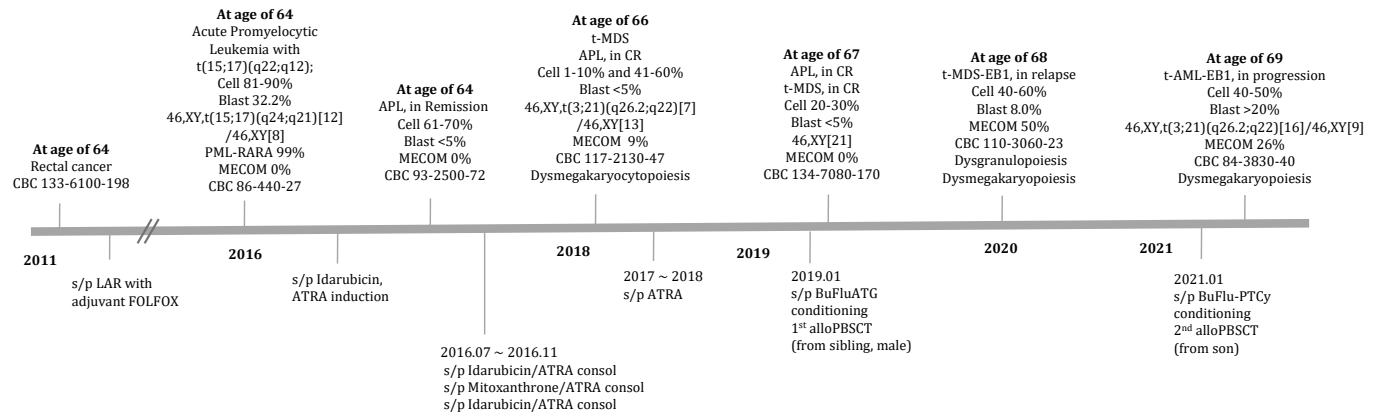 At age of 64
Rectal cancer
CBC 133-6100-198
At age of 64
Acute Promyelocytic
Leukemia with
t(15;17)(q22;q12);
Cell 81-90%
Blast 32.2%
46,XY,t(15;17)(q24;q21)[12]
/46,XY[8]
PML-RARA 99%
MECOM 0%
CBC 86-440-27
At age of 64
APL, in Remission
Cell 61-70%
Blast <5%
MECOM 0%
CBC 93-2500-72
At age of 66
t-MDS
APL, in CR
Cell 1-10% and 41-60%
Blast <5%
46,XY,t(3;21)(q26.2;q22)[7]
/46,XY[13]
MECOM 9%
CBC 117-2130-47
Dysmegakaryocytopoiesis
At age of 67
APL, in CR
t-MDS, in CR
Cell 20-30%
Blast <5%
46,XY[21]
MECOM 0%
CBC 134-7080-170
At age of 68
t-MDS-EB1, in relapse
Cell 40-60%
Blast 8.0%
MECOM 50%
CBC 110-3060-23
Dysgranulopoiesis
Dysmegakaryopoiesis
At age of 69
t-AML-EB1, in progression
Cell 40-50%
Blast >20%
46,XY,t(3;21)(q26.2;q22)[16]/46,XY[9]
MECOM 26%
CBC 84-3830-40
Dysmegakaryopoiesis
2011
2016
2018
2019
2020
2021
s/p LAR with
adjuvant FOLFOX
s/p Idarubicin,
ATRA induction
2016.07 ~ 2016.11
s/p Idarubicin/ATRA consol
s/p Mitoxanthrone/ATRA consol
s/p Idarubicin/ATRA consol
2017 ~ 2018
s/p ATRA
2019.01
s/p BuFluATG
conditioning
1st alloPBSCT
(from sibling, male)
2021.01
s/p BuFlu-PTCy
conditioning
2nd alloPBSCT
(from son)